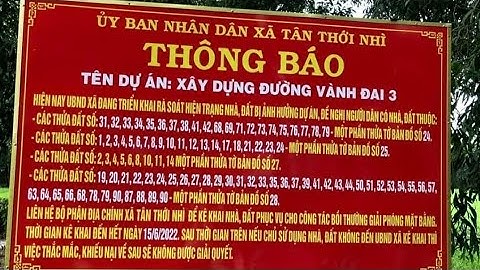 ỦY BAN NHÂN DÂN XÃ TÂN THỚI NHÌ
THÔNG BÁO
TÊN DỰ ÁN: XÂY DỰNG ĐƯỜNG VÀNH ĐAI 3
HIỆN NAY UBND XÃ ĐANG TRIỂN KHAI RÀ SOÁT HIỆN TRẠNG NHÀ, ĐẤT BỊ ẢNH HƯỞNG DỰ ÁN, ĐỀ NGHỊ NGƯỜI DÂN CÓ NHÀ, ĐẤT THUỘC:
- CÁC THỬA ĐẤT SỐ: 31, 32, 33, 34, 35, 36, 37, 38, 41, 42, 68, 69, 71, 72, 73, 74, 75, 76, 77, 78, 79 - MỘT PHẦN THỬA TỜ BẢN ĐỒ SỐ 24.
- CÁC THỬA ĐẤT SỐ: 1, 2, 3, 4, 5, 6, 7, 8, 9, 10, 11, 12, 13, 14, 17, 18, 21, 22, 23, 24 - MỘT PHẦN THỬA TỜ BẢN ĐỒ SỐ 25.
- CÁC THỬA ĐẤT SỐ: 2, 3, 4, 5, 6, 8, 10, 11, 14 MỘT PHẦN THỬA TỜ BẢN ĐỒ SỐ 27.
- CÁC THỬA ĐẤT SỐ: 19, 20, 21, 22, 23, 24, 25, 26, 27, 28, 29, 30, 31, 32, 33, 35, 36, 37, 39, 41, 42, 43, 44, 50, 51, 52, 53, 54, 55, 56, 57,
63, 64, 65, 66, 68, 78, 79, 90, 67, 87, 88, 89, 90 - MỘT PHẦN THỬA TỜ BẢN ĐỒ SỐ 28.
LIÊN HỆ BỘ PHẬN ĐỊA CHÍNH XÃ TÂN THỚI NHÌ ĐỂ KÊ KHAI NHÀ, ĐẤT PHỤC VỤ CHO CÔNG TÁC BỒI THƯỜNG GIẢI PHÓNG MẶT BẰNG.
THỜI GIAN KÊ KHAI ĐẾN HẾT NGÀY 15/6/2022. SAU THỜI GIAN TRÊN NẾU CHỦ SỬ DỤNG NHÀ, ĐẤT KHÔNG ĐẾN UBND XÃ KÊ KHAI THÌ
VIỆC THẮC MẮC, KHIẾU NẠI VỀ SAU SẼ KHÔNG ĐƯỢC GIẢI QUYẾT.